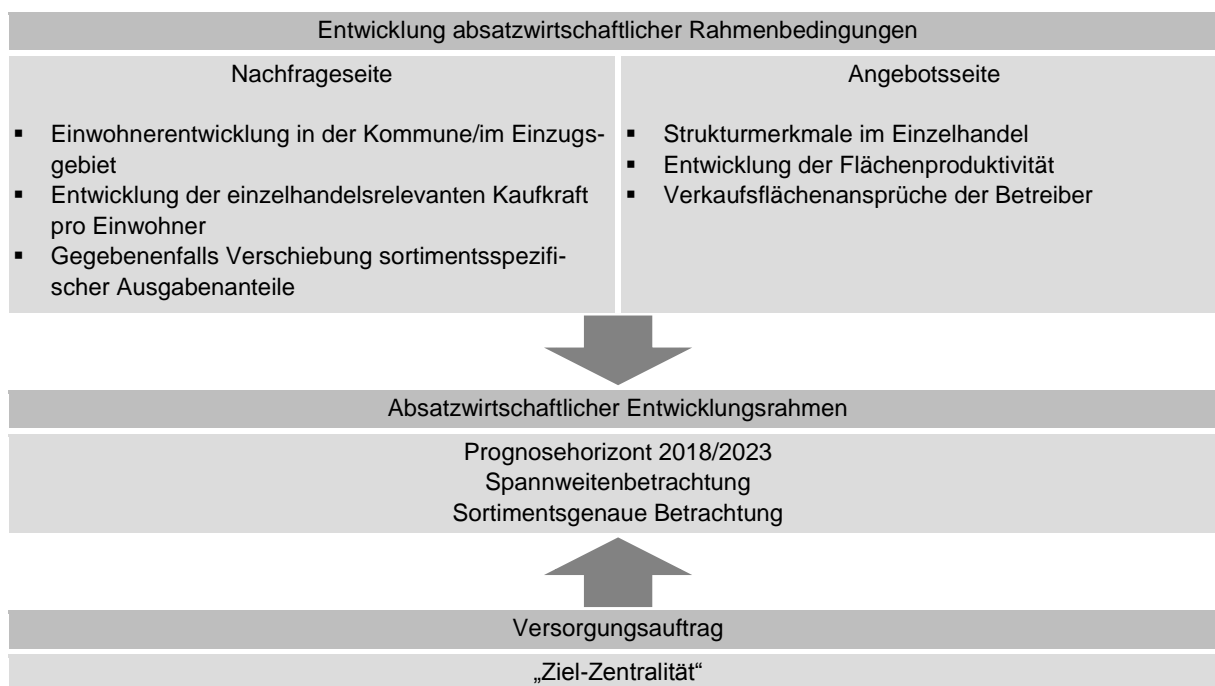 Entwicklung absatzwirtschaftlicher Rahmenbedingungen
Nachfrageseite
▪ Einwohnerentwicklung in der Kommune/im Einzugs-
gebiet
▪ Entwicklung der einzelhandelsrelevanten Kaufkraft
pro Einwohner
▪ Gegebenenfalls Verschiebung sortimentsspezifi-
scher Ausgabenanteile
Angebotsseite
▪ Strukturmerkmale im Einzelhandel
▪ Entwicklung der Flächenproduktivität
▪ Verkaufsflächenansprüche der Betreiber
Absatzwirtschaftlicher Entwicklungsrahmen
Prognosehorizont 2018/2023
Spannweitenbetrachtung
Sortimentsgenaue Betrachtung
Versorgungsauftrag
„Ziel-Zentralität“